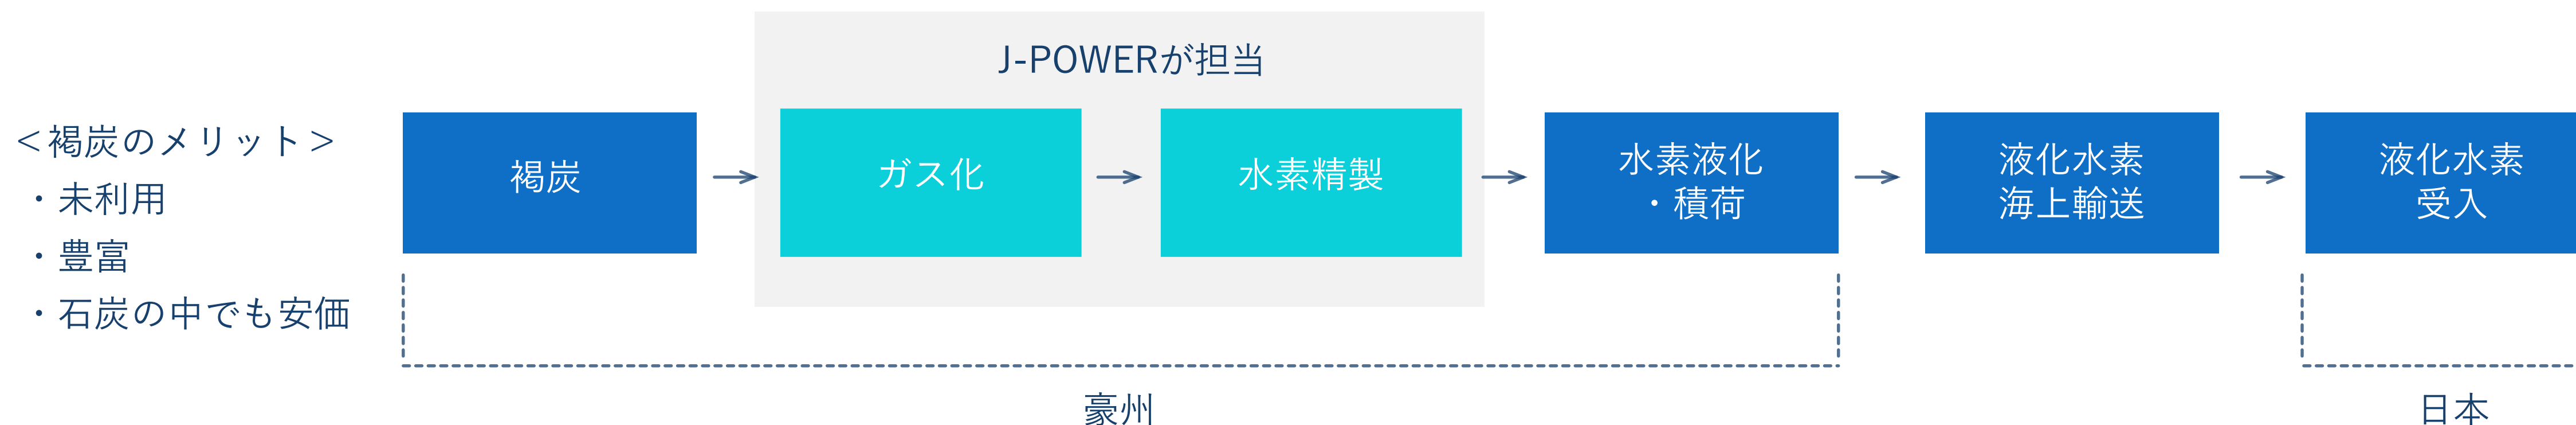 J-POWERが担当
＜褐炭のメリット＞
・未利用
・豊富
・石炭の中でも安価
褐炭
ガス化
水素精製
水素液化
・積荷
液化水素
海上輸送
液化水素
受入
豪州
日本